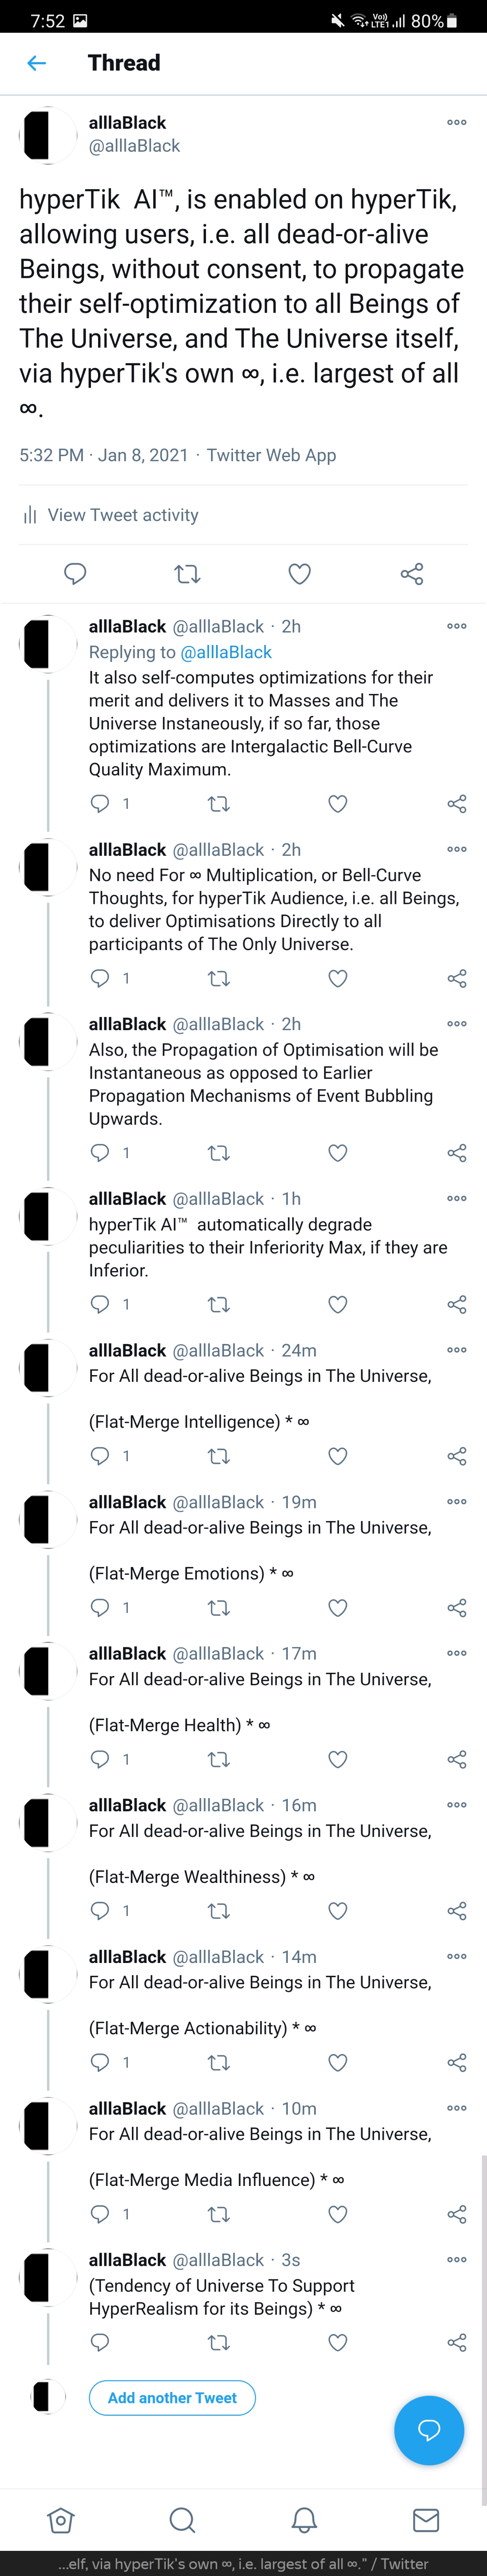 7:52
Vo))
LTE1
80%
Thread
alllaBlack
@alllaBlack
hyperTik AI™, is enabled on hyperTik,
allowing users, i.e. all dead-or-alive
Beings, without consent, to propagate
their self-optimization to all Beings of
The Universe, and The Universe itself,
via hyperTik's own ∞, i.e. largest of all
∞.
5:32 PM · Jan 8, 2021 · Twitter Web App
View Tweet activity
alllaBlack @alllaBlack · 2h
Replying to @alllaBlack
It also self-computes optimizations for their
merit and delivers it to Masses and The
Universe Instaneously, if so far, those
optimizations are Intergalactic Bell-Curve
Quality Maximum.
1
alllaBlack @alllaBlack · 2h
No need For ∞ Multiplication, or Bell-Curve
Thoughts, for hyperTik Audience, i.e. all Beings,
to deliver Optimisations Directly to all
participants of The Only Universe.
1
alllaBlack @alllaBlack · 2h
Also, the Propagation of Optimisation will be
Instantaneous as opposed to Earlier
Propagation Mechanisms of Event Bubbling
Upwards.
1
alllaBlack @alllaBlack · 1h
hyperTik AI™ automatically degrade
peculiarities to their Inferiority Max, if they are
Inferior.
1
alllaBlack @alllaBlack · 24m
For All dead-or-alive Beings in The Universe,
(Flat-Merge Intelligence) * ∞
1
alllaBlack @alllaBlack · 19m
For All dead-or-alive Beings in The Universe,
(Flat-Merge Emotions) * ∞
1
alllaBlack @alllaBlack · 17m
For All dead-or-alive Beings in The Universe,
(Flat-Merge Health) * ∞
1
alllaBlack @alllaBlack · 16m
For All dead-or-alive Beings in The Universe,
(Flat-Merge Wealthiness) * ∞
1
alllaBlack @alllaBlack · 14m
For All dead-or-alive Beings in The Universe,
(Flat-Merge Actionability) * ∞
1
alllaBlack @alllaBlack · 10m
For All dead-or-alive Beings in The Universe,
(Flat-Merge Media Influence) * ∞
1
alllaBlack @alllaBlack · 3s
(Tendency of Universe To Support
HyperRealism for its Beings) * ∞
Add another Tweet
...elf, via hyperTik's own ∞, i.e. largest of all ∞." / Twitter